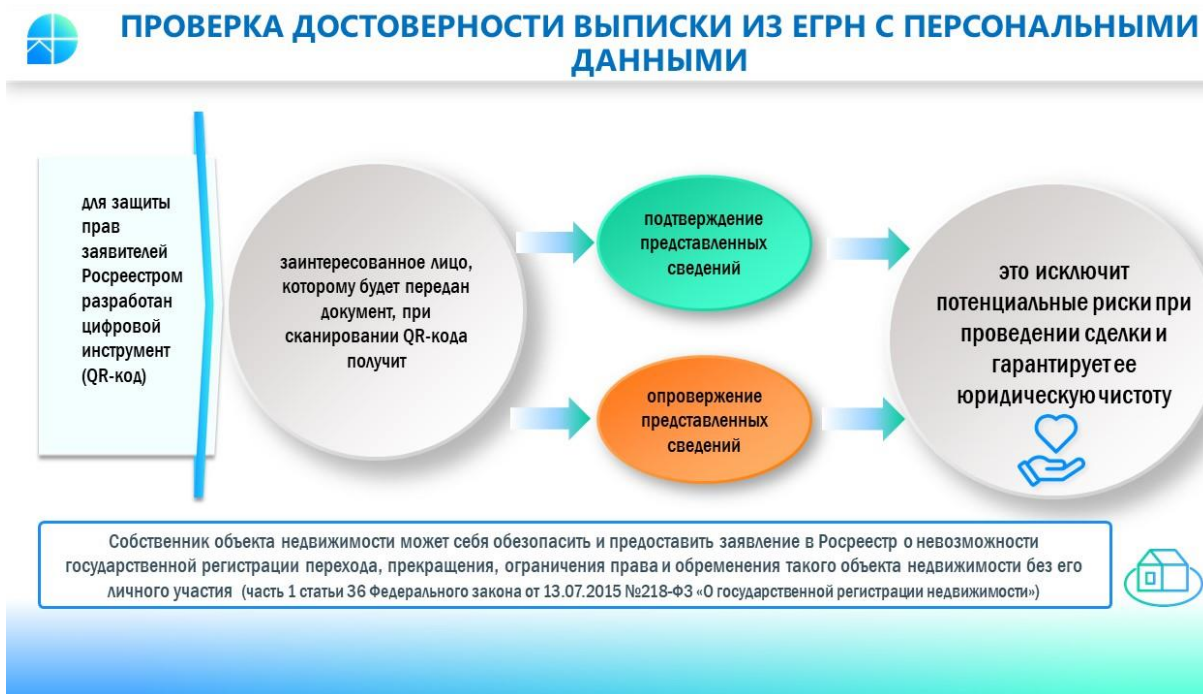 ПРОВЕРКА ДОСТОВЕРНОСТИ ВЫПИСКИ ИЗ ЕГРН С ПЕРСОНАЛЬНЫМИ
ДАННЫМИ
для защиты
прав
заявителей
Росреестром
разработан
цифровой
инструмент
(QR-код)
заинтересованное лицо,
которому будет передан
документ, при
сканировании QR-кода
получит
подтверждение
представленных
сведений
опровержение
представленных
сведений
это исключит
потенциальные риски при
проведении сделки и
гарантирует ее
юридическую чистоту
Собственник объекта недвижимости может себя обезопасить и предоставить заявление в Росреестр о невозможности
государственной регистрации перехода, прекращения, ограничения права и обременения такого объекта недвижимости без его
личного участия (часть 1 статьи 36 Федерального закона от 13.07.2015 №218-ФЗ «О государственной регистрации недвижимости»)